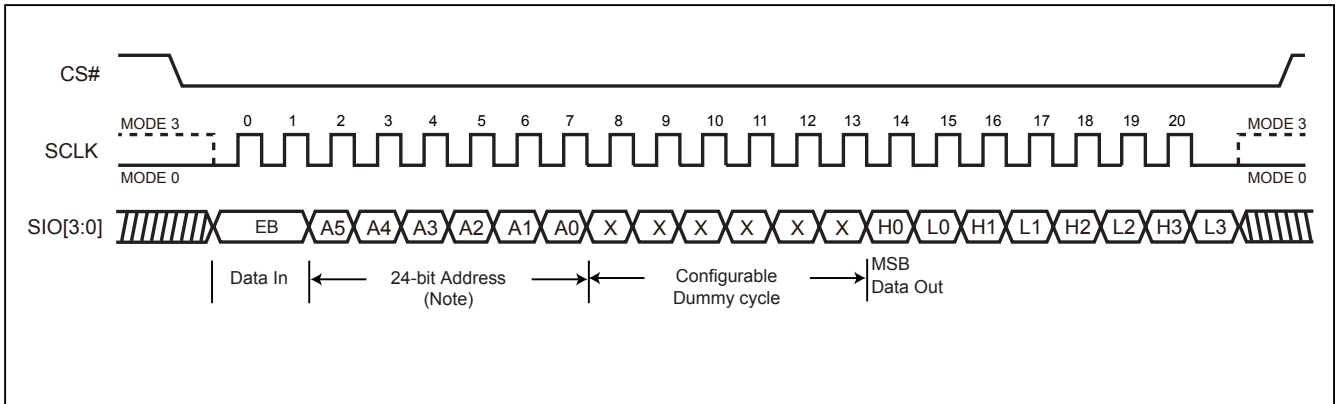 CS#
MODE 3 0 1 2 3 4 5 6 7 8 9 10 11 12 13 14 15 16 17 18 19 20 MODE 3
SCLK
MODE 0 MODE 0
SIO[3:0] EB A5 A4 A3 A2 A1 A0 X X X X X X H0 L0 H1 L1 H2 L2 H3 L3
Data In 24-bit Address Configurable MSB
(Note) Dummy cycle Data Out